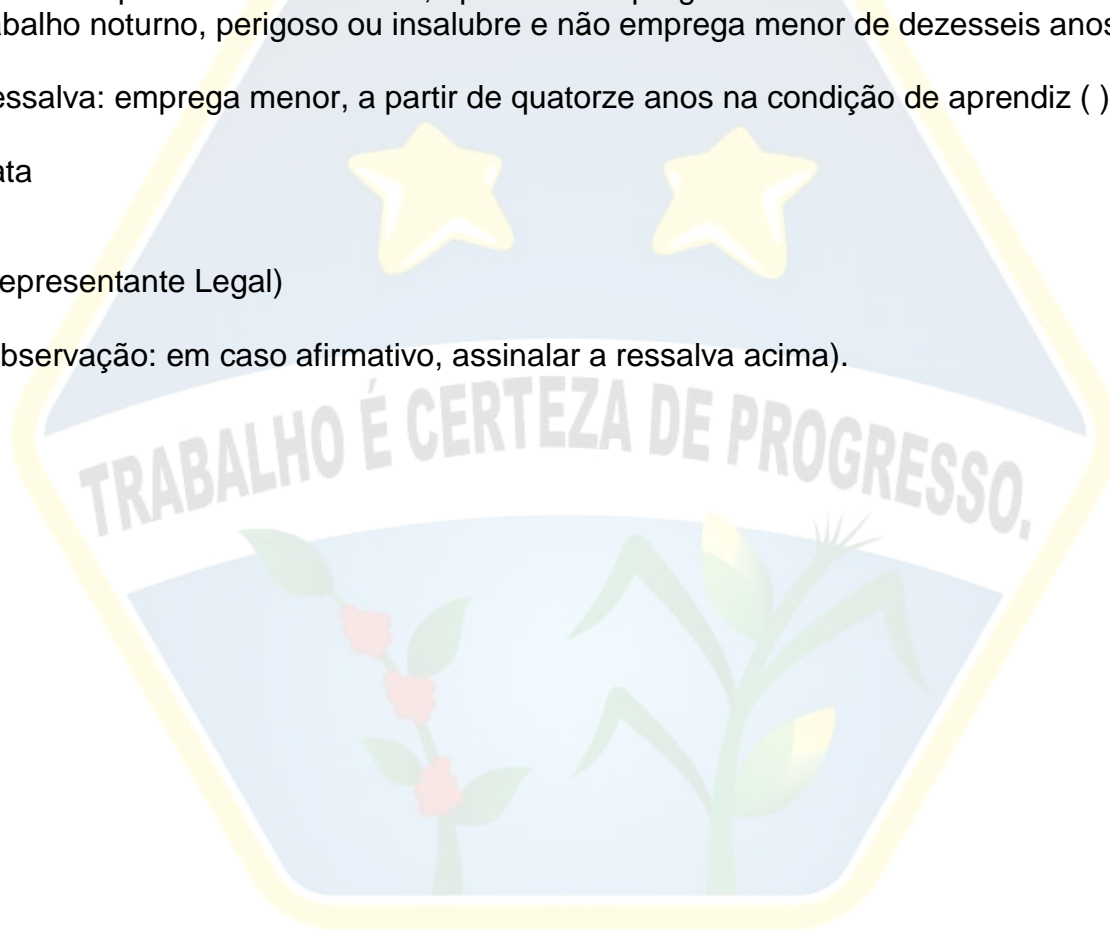 abalho noturno, perigoso ou insalubre e não emprega menor de dezesseis anos
essalva: emprega menor, a partir de quatorze anos na condição de aprendiz ( )
ata
epresentante Legal)
bservação: em caso afirmativo, assinalar a ressalva acima).
TRABALHO É CERTEZA DE PROGRESSO.